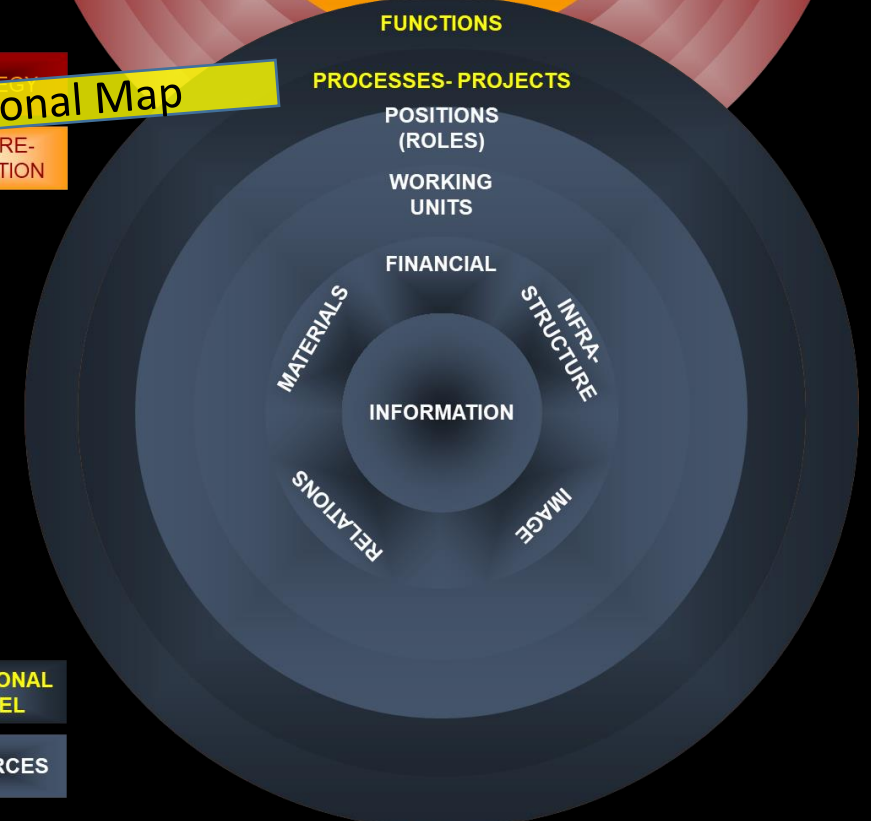 FUNCTIONS
EGY
onal Map
PROCESSES- PROJECTS
POSITIONS
(ROLES)
RE-
TION
WORKING
UNITS
FINANCIAL
MATERIALS
INFRA-
STRUCTURE
INFORMATION
RELATIONS
IMAGE
ONAL
EL
RCES